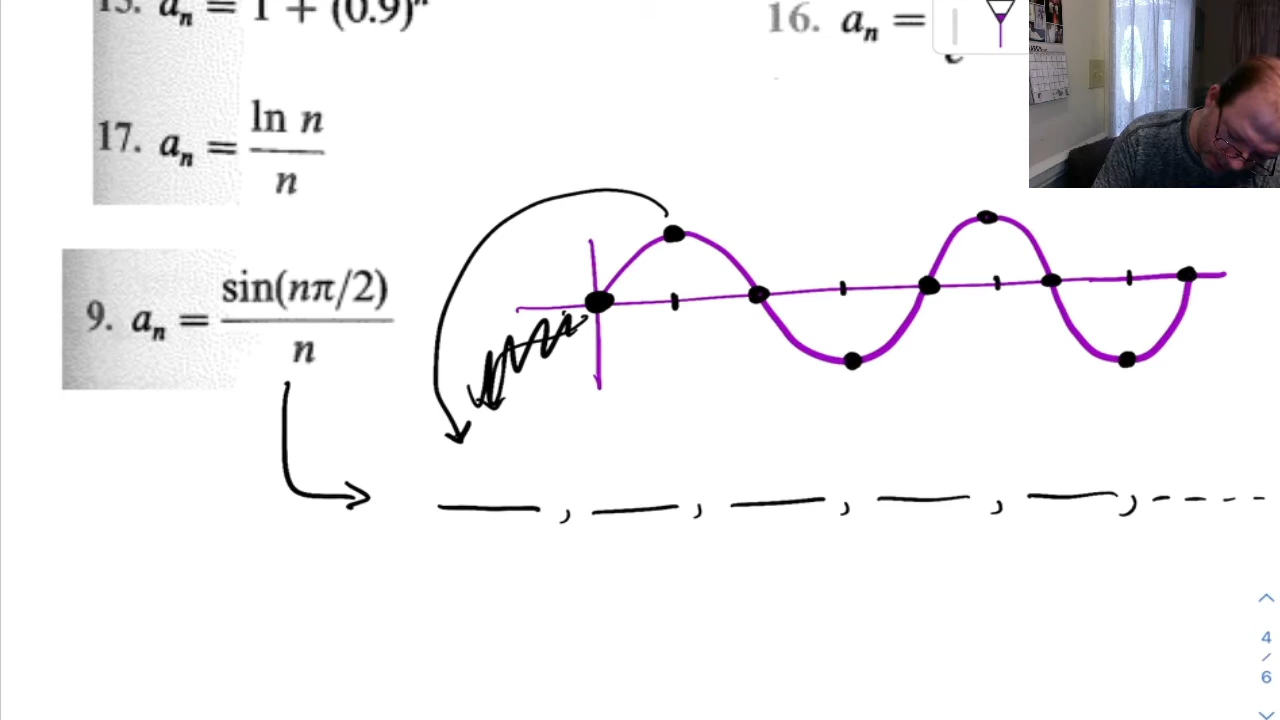 15. aₙ = 1 + (0.9)ⁿ
16. aₙ =
17. aₙ = ln n / n
9. aₙ = sin(nπ/2) / n
, , , , , - - - -
4
/
6